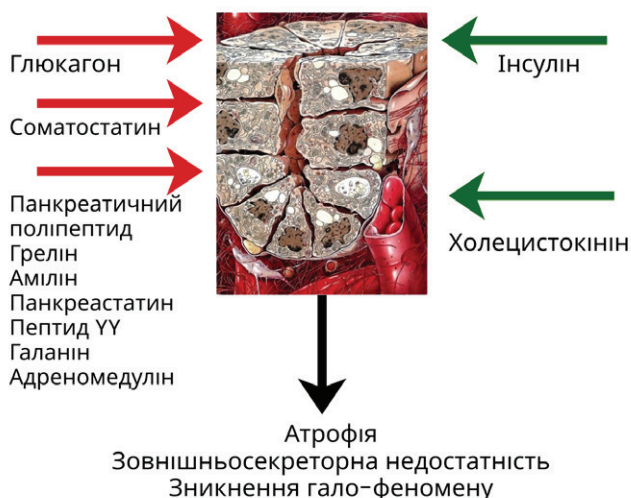 Глюкагон
Соматостатин
Панкреатичний
поліпептид
Грелін
Амілін
Панкреастатин
Пептид YY
Галанін
Адреномедулін
Інсулін
Холецистокінін
Атрофія
Зовнішньосекреторна недостатність
Зникнення гало-феномену